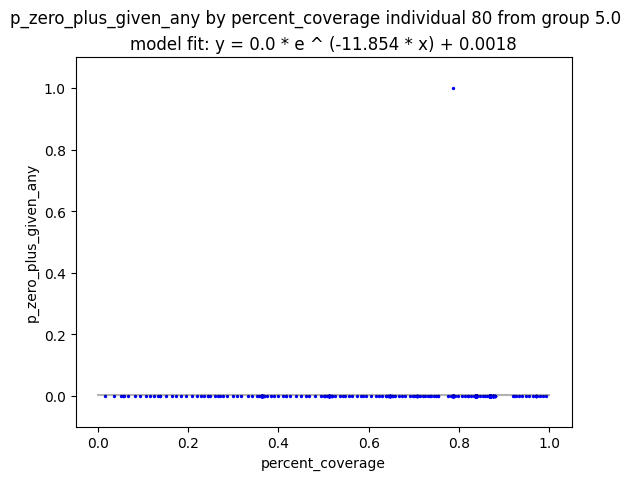 p_zero_plus_given_any by percent_coverage individual 80 from group 5.0
model fit: y = 0.0 * e ^ (-11.854 * x) + 0.0018
1.0
0.8
0.6
0.4
0.2
0.0
p_zero_plus_given_any
0.0 0.2 0.4 0.6 0.8 1.0
percent_coverage